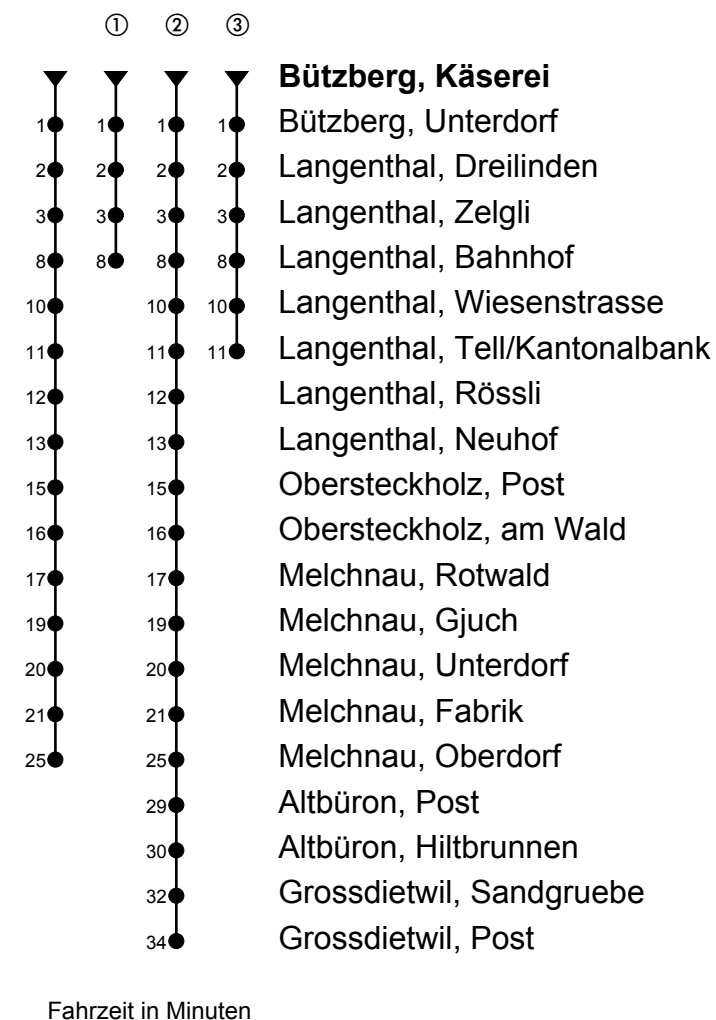 ① ② ③
Bützberg, Käserei
1 1 1 1 Bützberg, Unterdorf
2 2 2 2 Langenthal, Dreilinden
3 3 3 3 Langenthal, Zelgli
8 8 8 8 Langenthal, Bahnhof
10 10 10 Langenthal, Wiesenstrasse
11 11 11 Langenthal, Tell/Kantonalbank
12 12 Langenthal, Rössli
13 13 Langenthal, Neuhof
15 15 Obersteckholz, Post
16 16 Obersteckholz, am Wald
17 17 Melchnau, Rotwald
19 19 Melchnau, Gjuch
20 20 Melchnau, Unterdorf
21 21 Melchnau, Fabrik
25 25 Melchnau, Oberdorf
29 Altbüron, Post
30 Altbüron, Hiltbrunnen
32 Grossdietwil, Sandgruebe
34 Grossdietwil, Post
Fahrzeit in Minuten